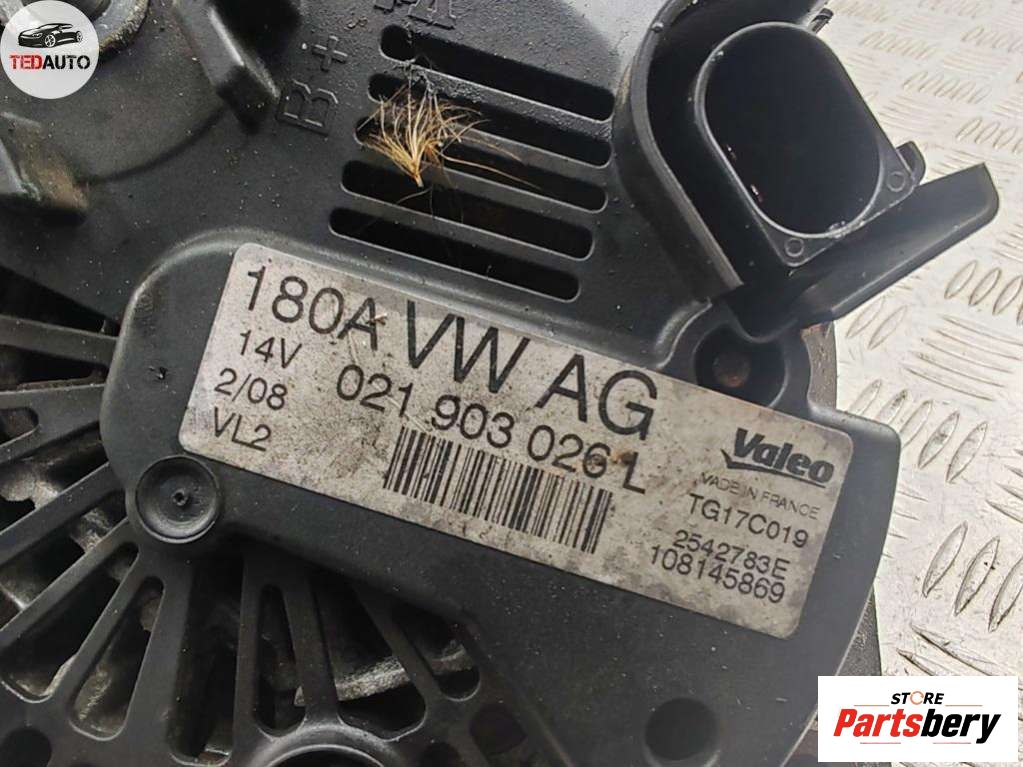 TEDAUTO
B+
180A VW AG
14V 021 903 026 L
2/08
VL2
Valeo
MADE IN FRANCE
TG17C019
2542783E
108145869
STORE
Partsbery